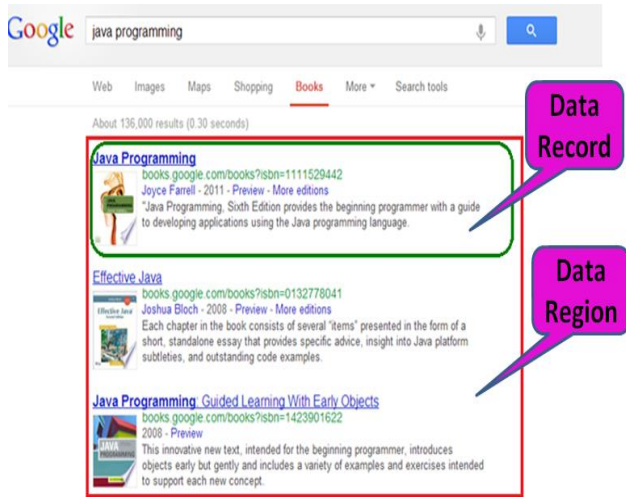 Google java programming
Web Images Maps Shopping Books More Search tools
About 136,000 results (0.30 seconds)
Data
Record
Java Programming
books.google.com/books?isbn=1111529442
Joyce Farrell - 2011 - Preview - More editions
"Java Programming, Sixth Edition provides the beginning programmer with a guide
to developing applications using the Java programming language.
Data
Region
Effective Java
books.google.com/books?isbn=0132778041
Joshua Bloch - 2008 - Preview - More editions
Each chapter in the book consists of several “items” presented in the form of a
short, standalone essay that provides specific advice, insight into Java platform
subtleties, and outstanding code examples.
Effective Java
Java Programming: Guided Learning With Early Objects
books.google.com/books?isbn=1423901622
2008 - Preview
This innovative new text, intended for the beginning programmer, introduces
objects early but gently and includes a variety of examples and exercises intended
to support each new concept.
JAVA
PROGRAMMING